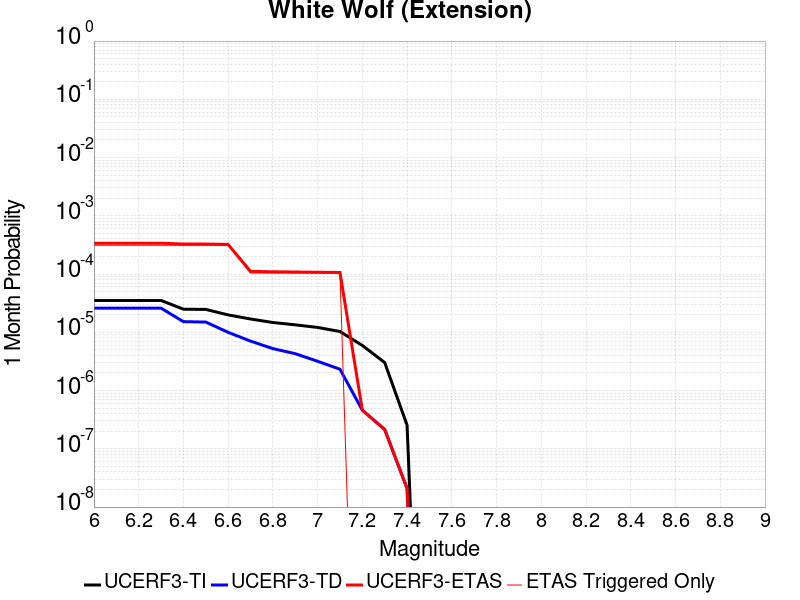 White Wolf (Extension)
10^0
10^-1
10^-2
10^-3
10^-4
10^-5
10^-6
10^-7
10^-8
1 Month Probability
6 6.2 6.4 6.6 6.8 7 7.2 7.4 7.6 7.8 8 8.2 8.4 8.6 8.8 9
Magnitude
UCERF3-TI UCERF3-TD UCERF3-ETAS ETAS Triggered Only